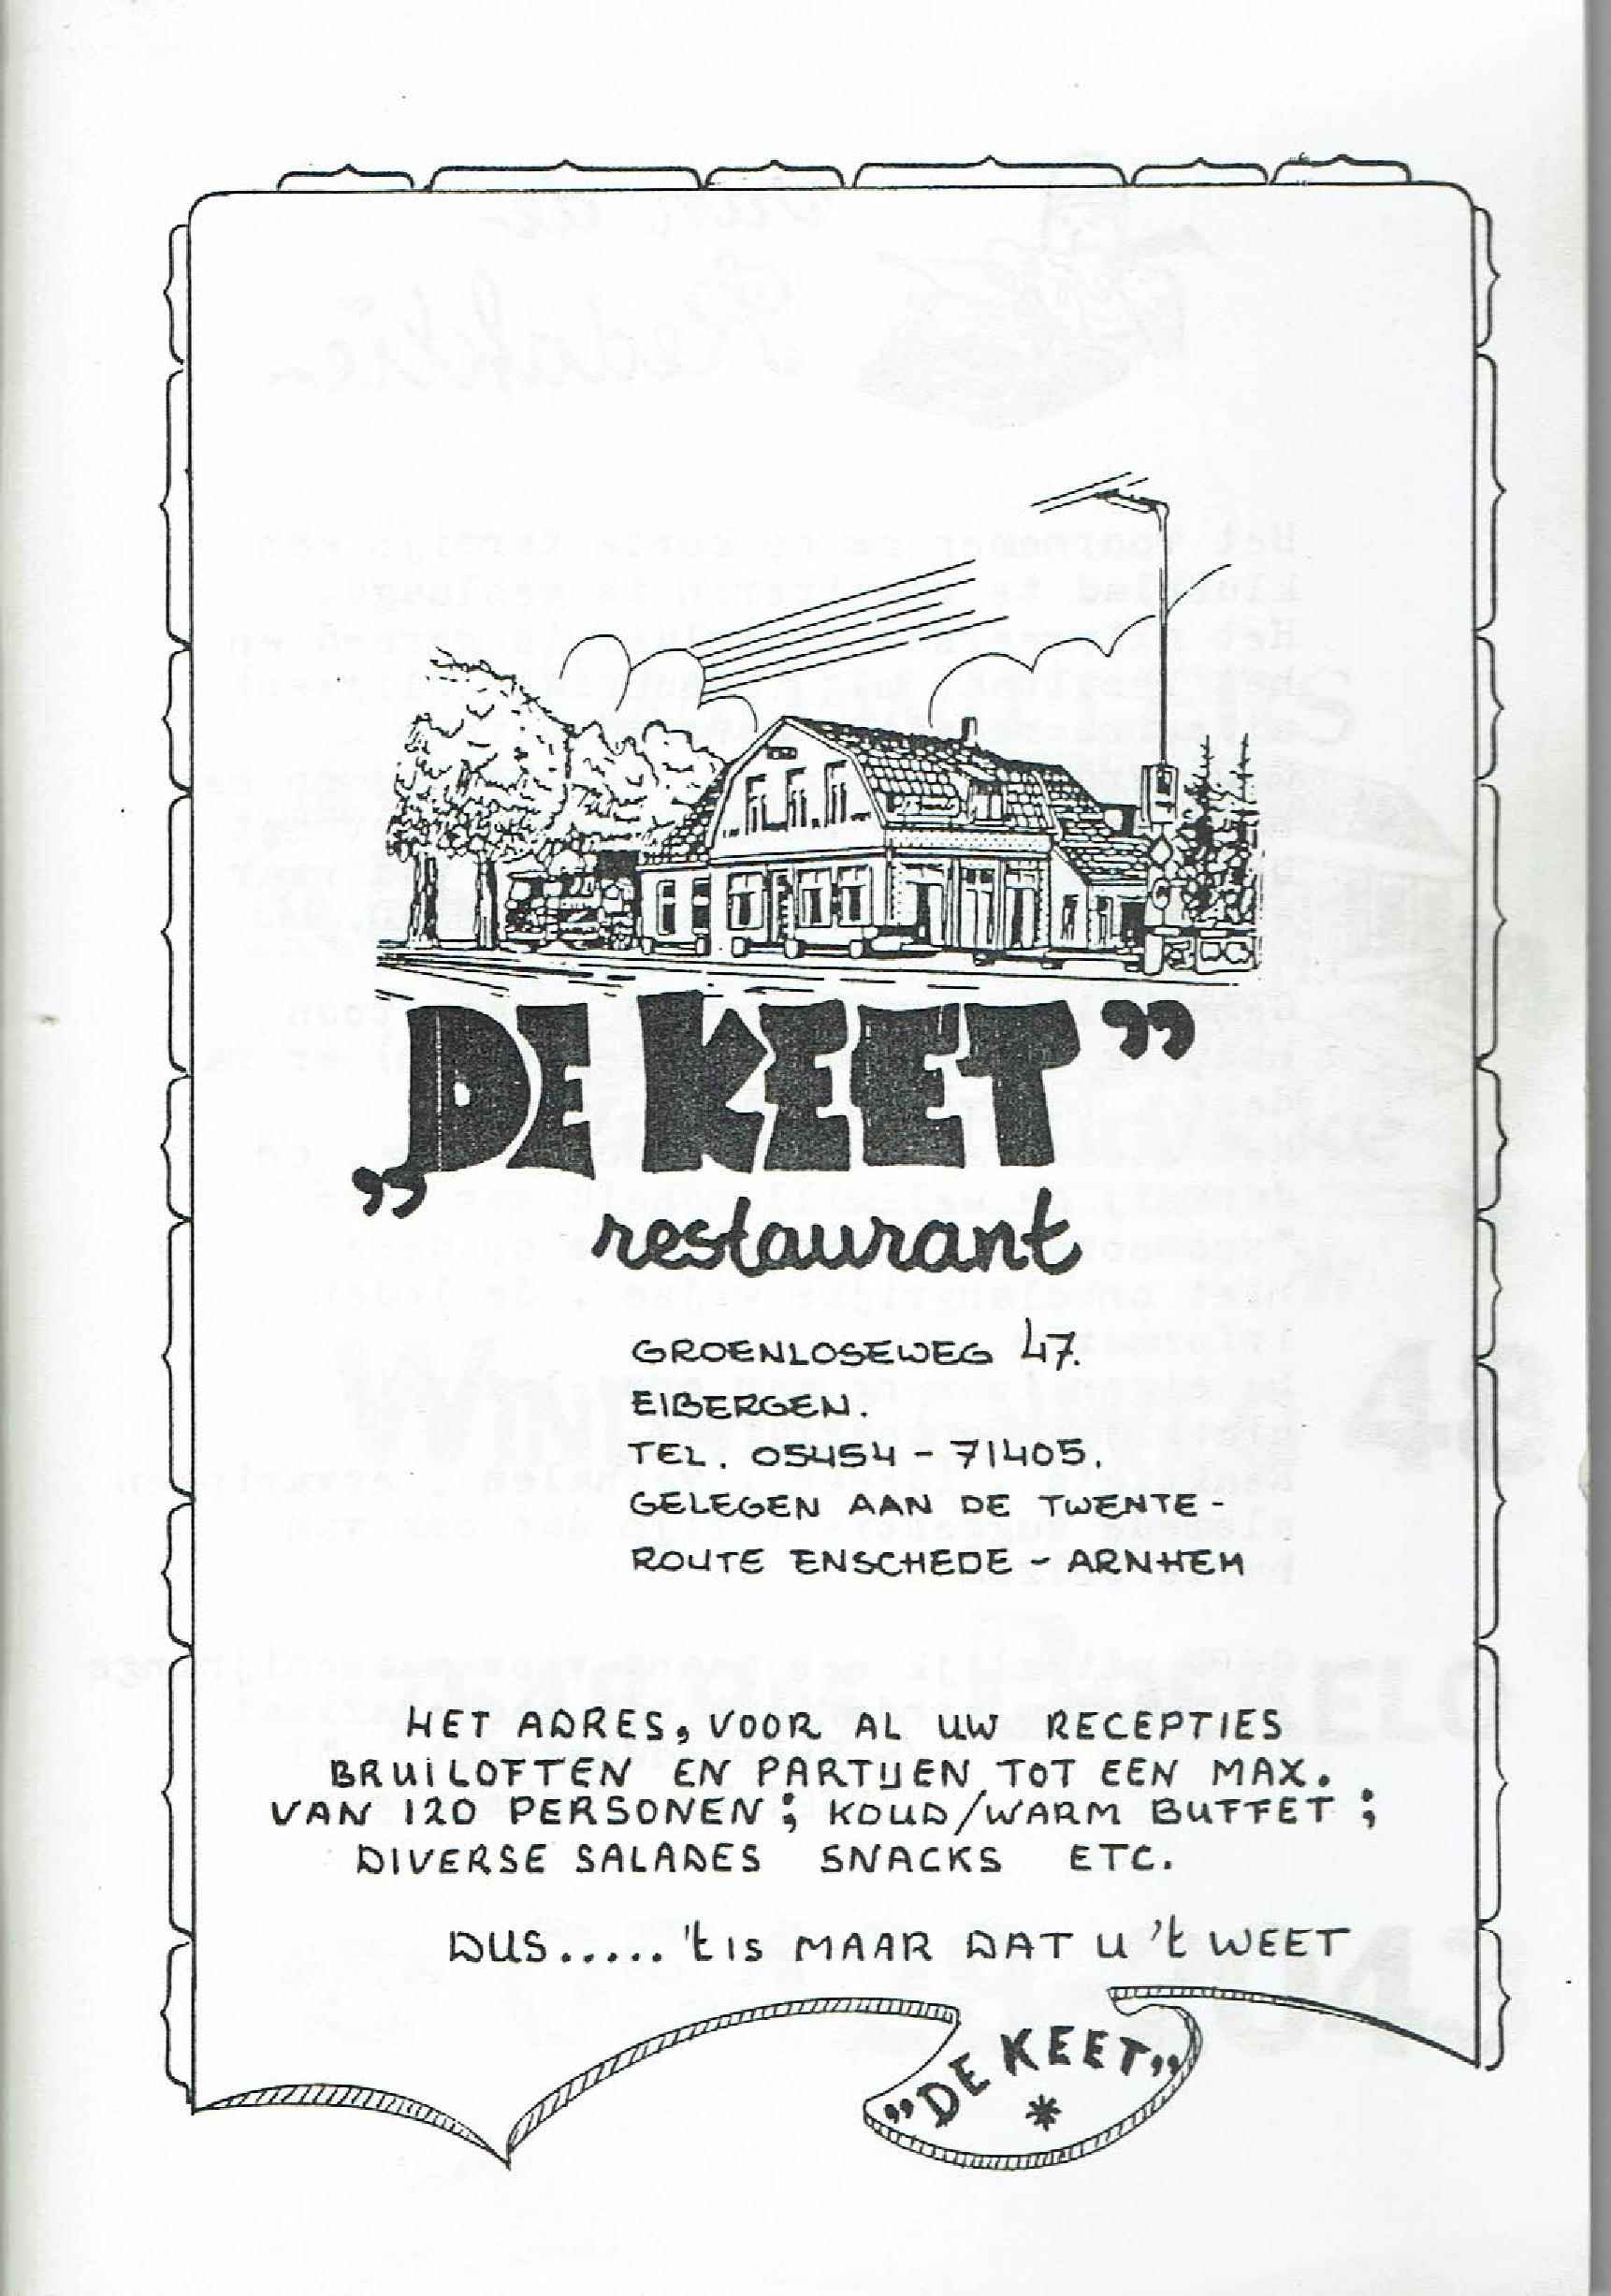 „DE KEET”
restaurant
GROENLOSEWEG 47.
EIBERGEN.
TEL. 05454 - 71405.
GELEGEN AAN DE TWENTE -
ROUTE ENSCHEDE - ARNHEM
HET ADRES, VOOR AL UW RECEPTIES
BRUILOFTEN EN PARTIJEN TOT EEN MAX.
VAN 120 PERSONEN; KOUD/WARM BUFFET;
DIVERSE SALADES SNACKS ETC.
DUS..... 't IS MAAR DAT U 't WEET
„DE KEET„
*